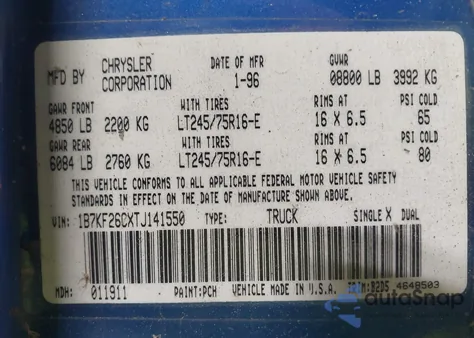 MFD BY CHRYSLER CORPORATION DATE OF MFR 1-96 GVWR 08800 LB 3992 KG
GAWR FRONT WITH TIRES RIMS AT PSI COLD
4850 LB 2200 KG LT245/75R16-E 16 X 6.5 65
GAWR REAR WITH TIRES RIMS AT PSI COLD
6084 LB 2760 KG LT245/75R16-E 16 X 6.5 80
THIS VEHICLE CONFORMS TO ALL APPLICABLE FEDERAL MOTOR VEHICLE SAFETY
STANDARDS IN EFFECT ON THE DATE OF MANUFACTURE SHOWN ABOVE.
VIN: 1B7KF26CXTJ141550 TYPE: TRUCK SINGLE X DUAL
MDH: 011911 PAINT:PCH VEHICLE MADE IN U.S.A. TRIM:B2D5 4648503
autoSnap